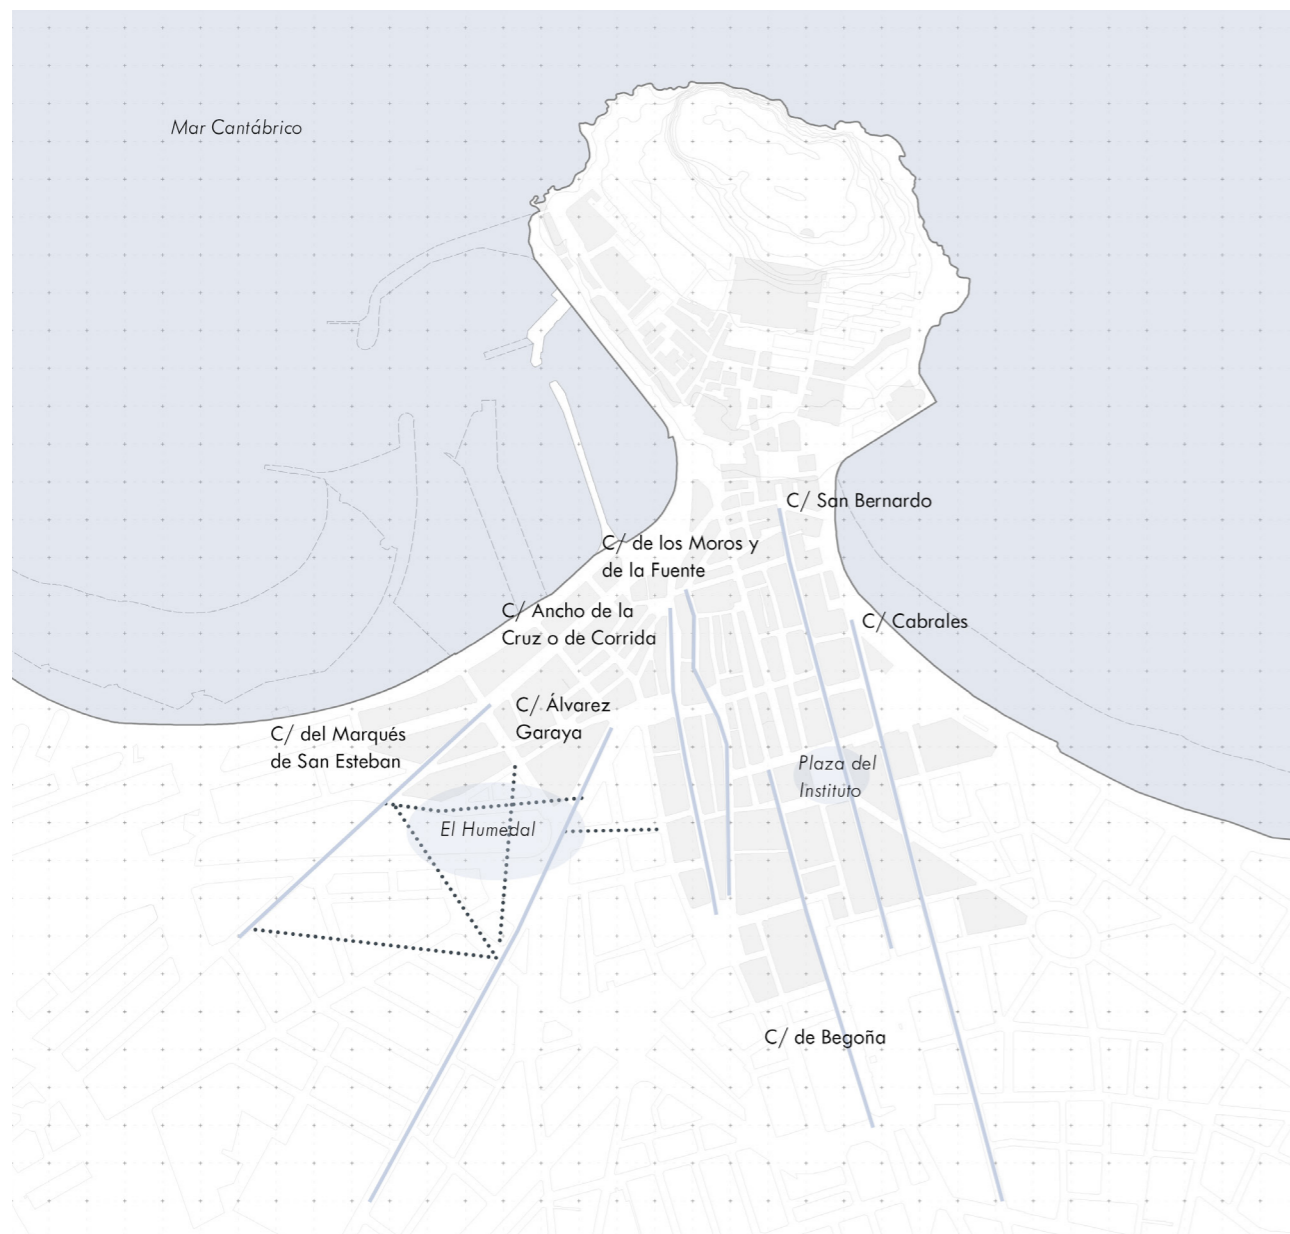 Mar Cantábrico
C/ San Bernardo
C/ de los Moros y
de la Fuente
C/ Ancho de la
Cruz o de Corrida
C/ Cabrales
C/ Álvarez
Garaya
C/ del Marqués
de San Esteban
Plaza del
Instituto
El Humedal
C/ de Begoña